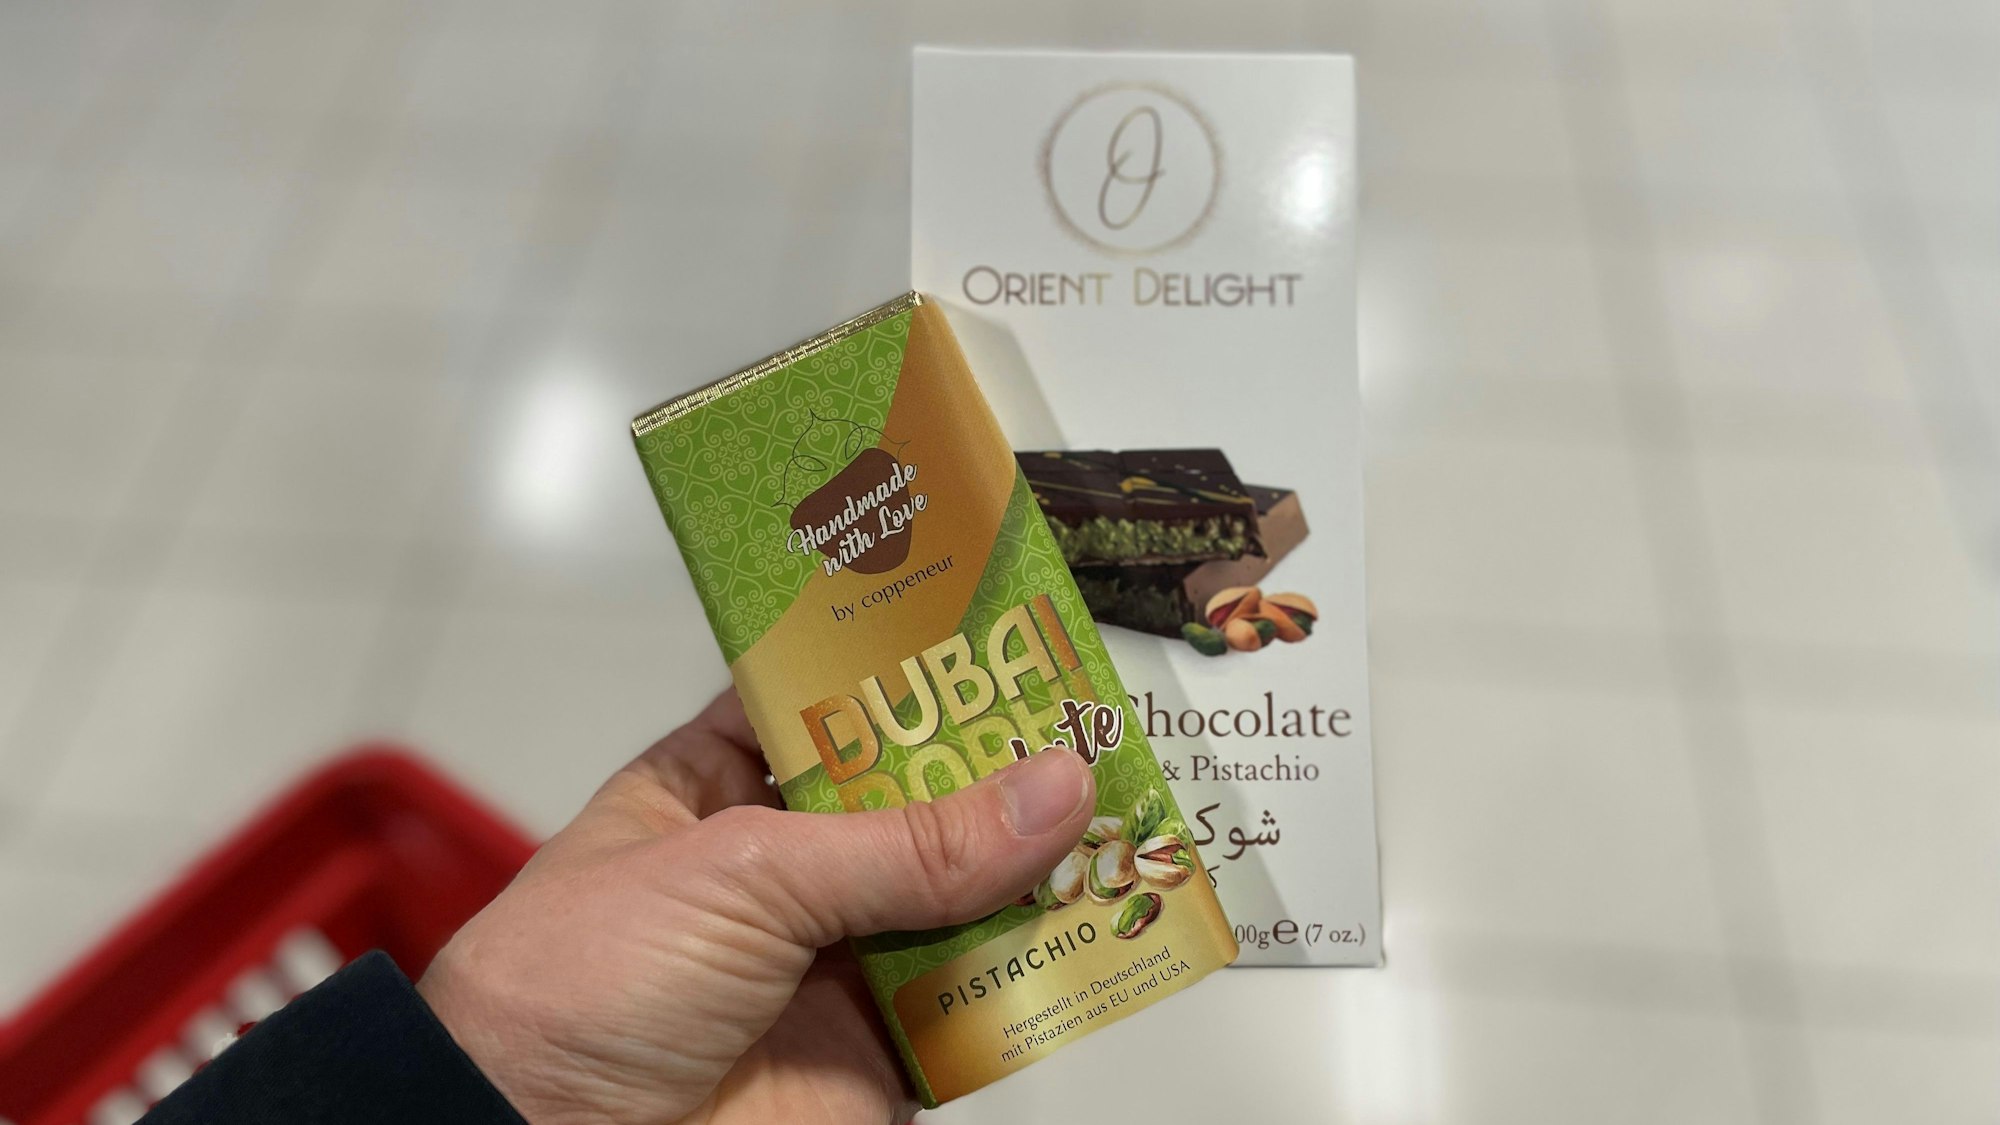 ORIENT DELIGHT
Handmade
with Love
by coppeneur
DUBAI
Chocolate
& Pistachio
شوك
PISTACHIO
Hergestellt in Deutschland
mit Pistazien aus EU und USA
00g℮ (7 oz.)